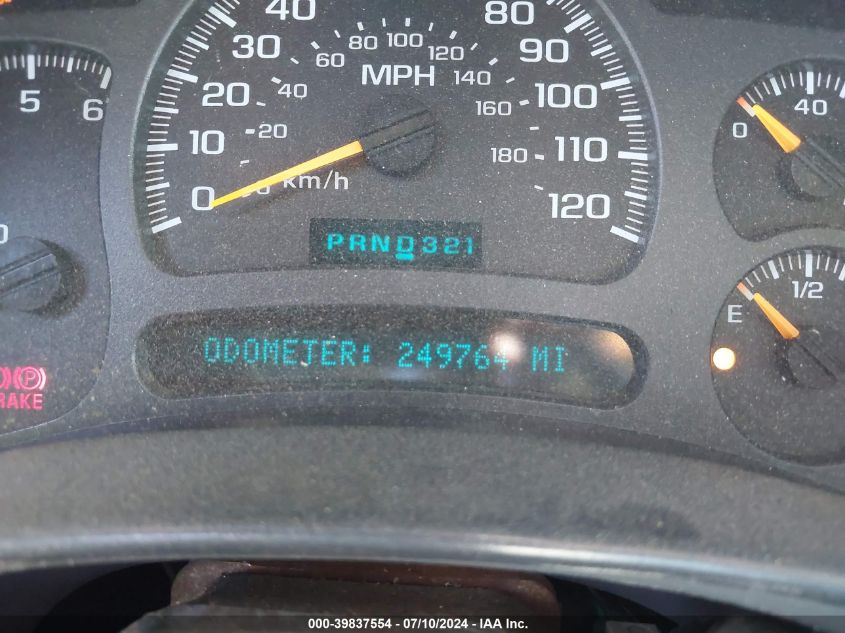 40 80
5 6
30 60 80 100 120 90
MPH
20 40 140 100
10 20 160 110
180
0 km/h 120
PRND321
ODOMETER: 249764 MI
0 40
E 1/2
(P)
RAKE
000-39837554 - 07/10/2024 - IAA Inc.